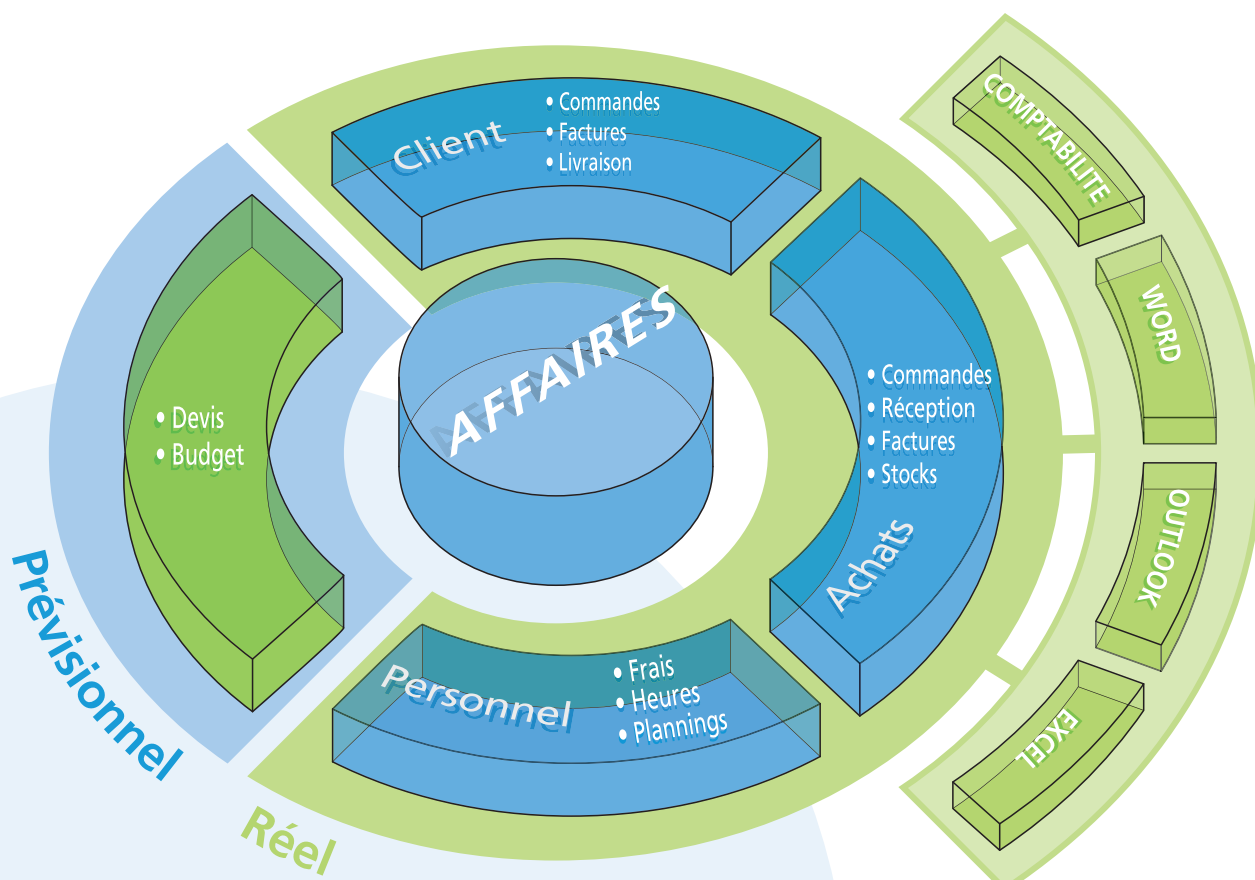 Client
• Commandes
• Factures
• Livraison
AFFAIRES
• Devis
• Budget
• Commandes
• Réception
• Factures
• Stocks
Achats
Personnel
• Frais
• Heures
• Plannings
Prévisionnel
Réel
COMPTABILITE
WORD
OUTLOOK
EXCEL